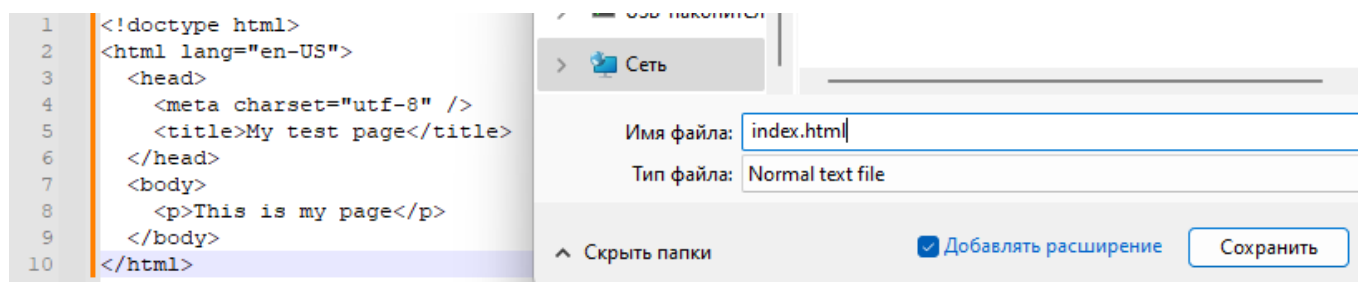 1 <!doctype html>
2 <html lang="en-US">
3 <head>
4 <meta charset="utf-8" />
5 <title>My test page</title>
6 </head>
7 <body>
8 <p>This is my page</p>
9 </body>
10 </html>
Сеть
Имя файла: index.html
Тип файла: Normal text file
Скрыть папки
Добавлять расширение
Сохранить